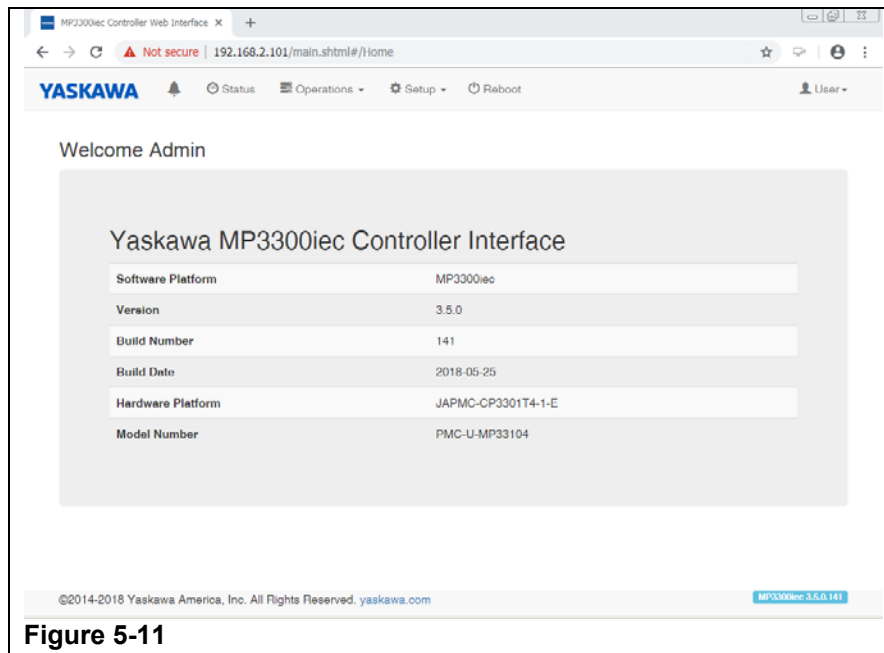 MP3300iec Controller Web Interface
Not secure | 192.168.2.101/main.shtml#/Home
YASKAWA Status Operations Setup Reboot User
Welcome Admin
Yaskawa MP3300iec Controller Interface
Software Platform MP3300iec
Version 3.5.0
Build Number 141
Build Date 2018-05-25
Hardware Platform JAPMC-CP3301T4-1-E
Model Number PMC-U-MP33104
©2014-2018 Yaskawa America, Inc. All Rights Reserved. yaskawa.com MP3300iec 3.5.0.141
Figure 5-11